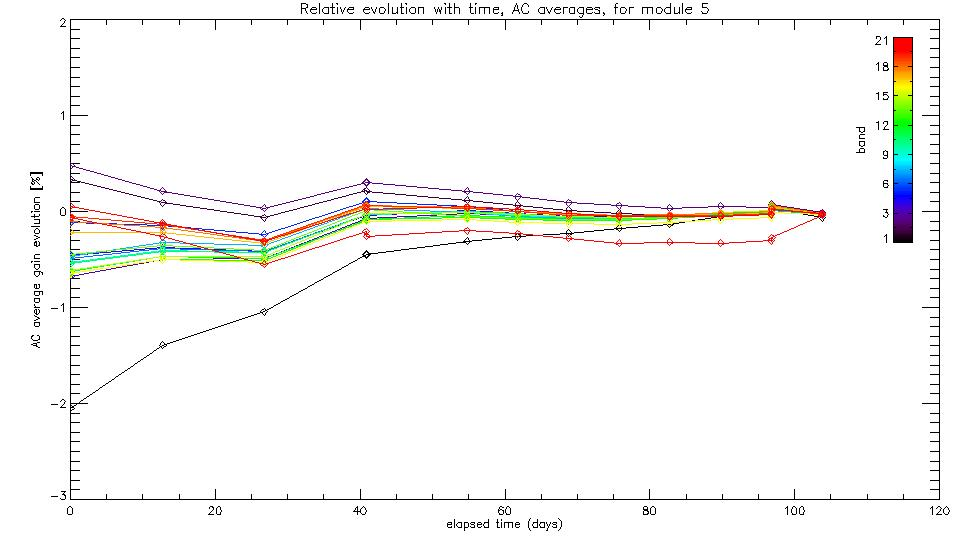 Relative evolution with time, AC averages, for module 5
2
1
0
-1
-2
-3
AC average gain evolution [%]
0 20 40 60 80 100 120
elapsed time (days)
band
21
18
15
12
9
6
3
1